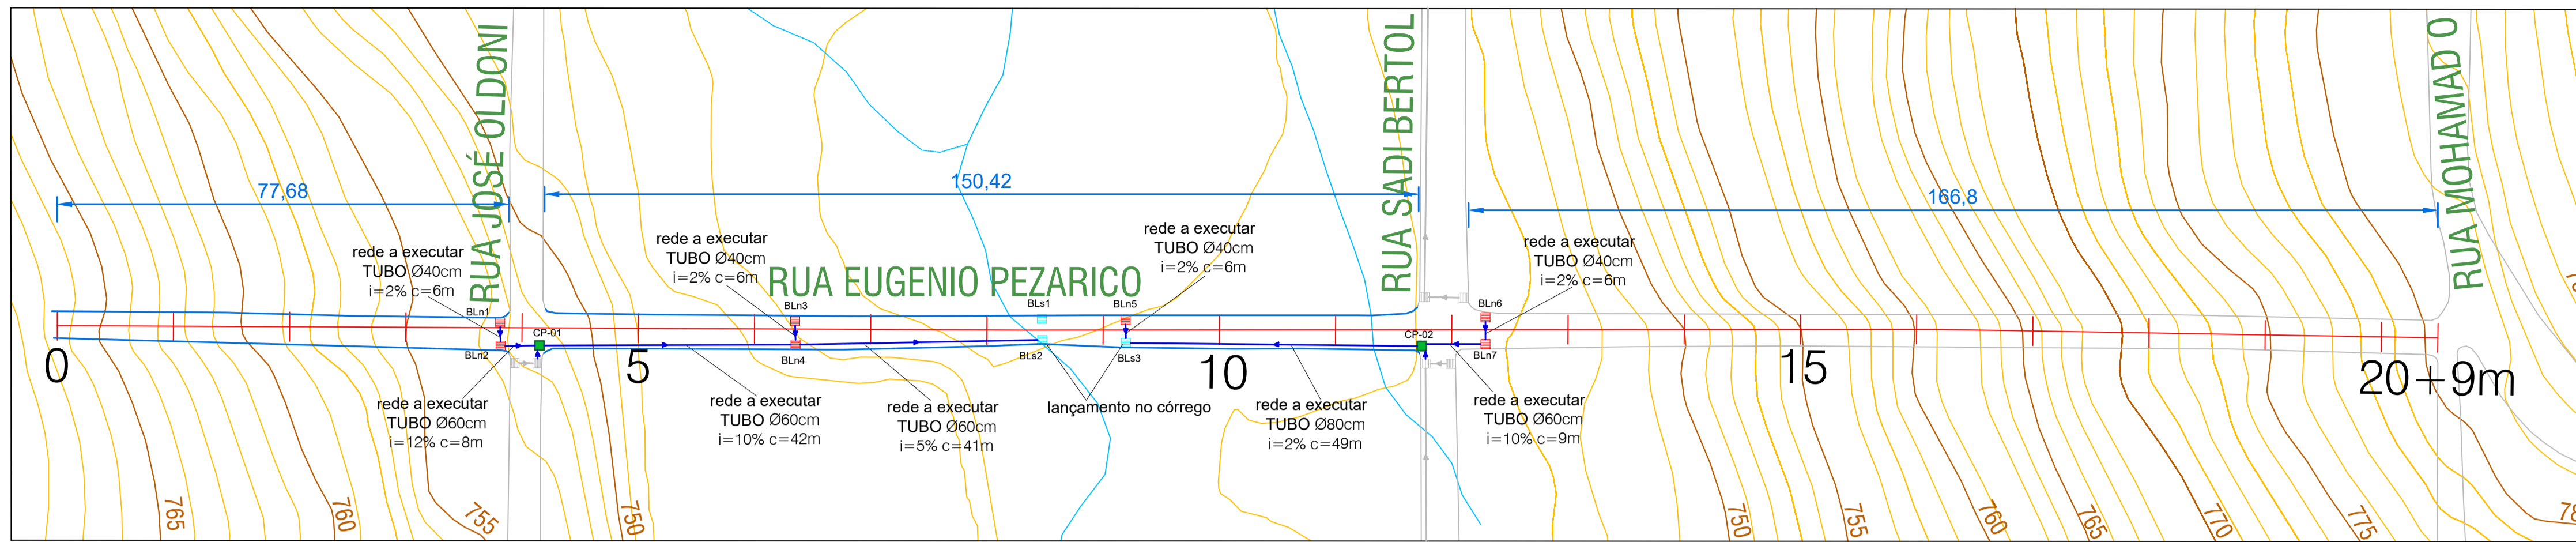 RUA JOSÉ OLDONI
RUA SADI BERTOL
RUA MOHAMAD O
77,68
150,42
166,8
rede a executar
TUBO Ø40cm
i=2% c=6m
rede a executar
TUBO Ø40cm
i=2% c=6m
rede a executar
TUBO Ø40cm
i=2% c=6m
rede a executar
TUBO Ø40cm
i=2% c=6m
RUA EUGENIO PEZARICO
BLn1
BLn3
BLs1
BLn5
BLn6
CP-01
CP-02
BLn2
BLn4
BLs2
BLs3
BLn7
0
5
10
15
20+9m
rede a executar
TUBO Ø60cm
i=12% c=8m
rede a executar
TUBO Ø60cm
i=10% c=42m
rede a executar
TUBO Ø60cm
i=5% c=41m
lançamento no córrego
rede a executar
TUBO Ø80cm
i=2% c=49m
rede a executar
TUBO Ø60cm
i=10% c=9m
765
760
755
750
750
755
760
765
770
775
78